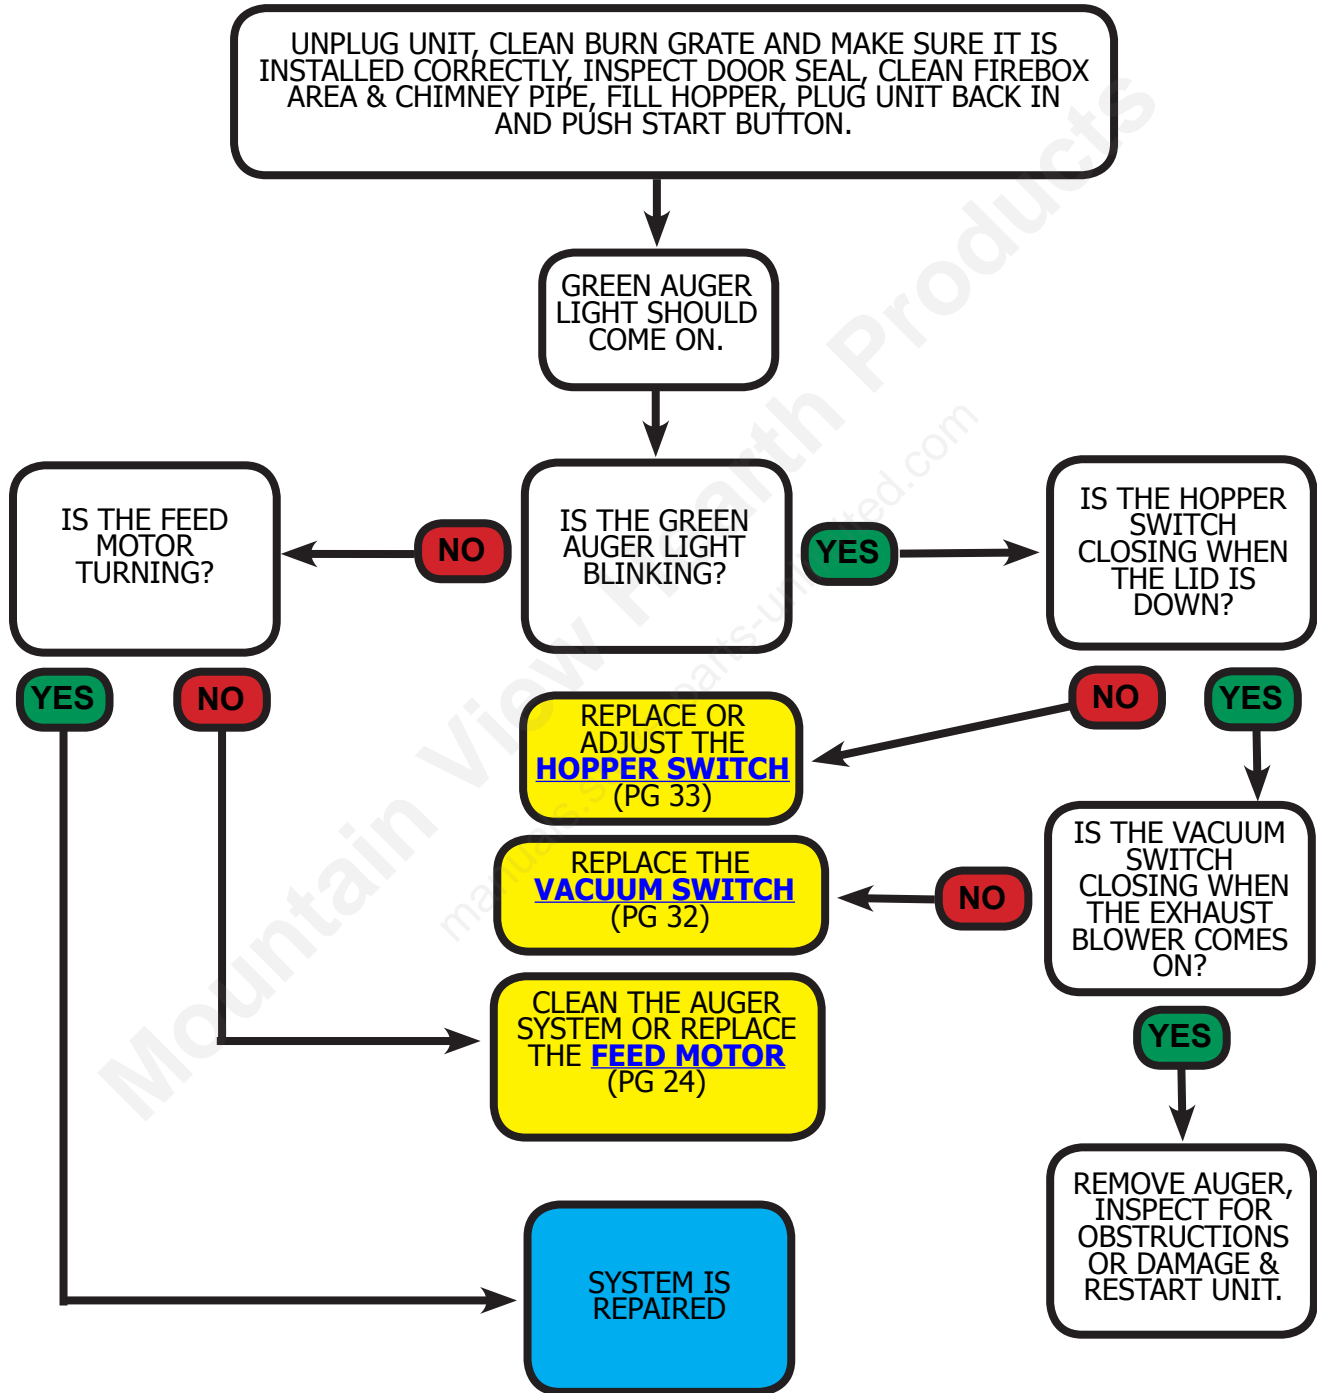 UNPLUG UNIT, CLEAN BURN GRATE AND MAKE SURE IT IS
INSTALLED CORRECTLY, INSPECT DOOR SEAL, CLEAN FIREBOX
AREA & CHIMNEY PIPE, FILL HOPPER, PLUG UNIT BACK IN
AND PUSH START BUTTON.
GREEN AUGER
LIGHT SHOULD
COME ON.
IS THE FEED
MOTOR
TURNING?
NO
IS THE GREEN
AUGER LIGHT
BLINKING?
YES
IS THE HOPPER
SWITCH
CLOSING WHEN
THE LID IS
DOWN?
YES
NO
NO
YES
REPLACE OR
ADJUST THE
HOPPER SWITCH
(PG 33)
REPLACE THE
VACUUM SWITCH
(PG 32)
NO
IS THE VACUUM
SWITCH
CLOSING WHEN
THE EXHAUST
BLOWER COMES
ON?
CLEAN THE AUGER
SYSTEM OR REPLACE
THE FEED MOTOR
(PG 24)
YES
REMOVE AUGER,
INSPECT FOR
OBSTRUCTIONS
OR DAMAGE &
RESTART UNIT.
SYSTEM IS
REPAIRED
Mountain View Hearth Products